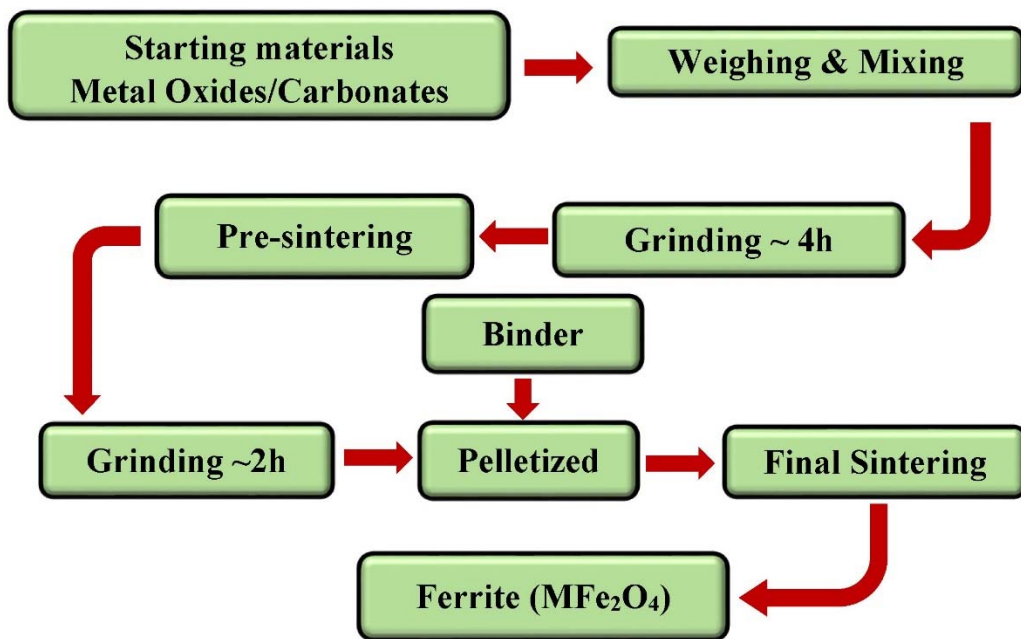 Starting materials
Metal Oxides/Carbonates
Weighing & Mixing
Grinding ~ 4h
Pre-sintering
Grinding ~2h
Binder
Pelletized
Final Sintering
Ferrite (MFe₂O₄)